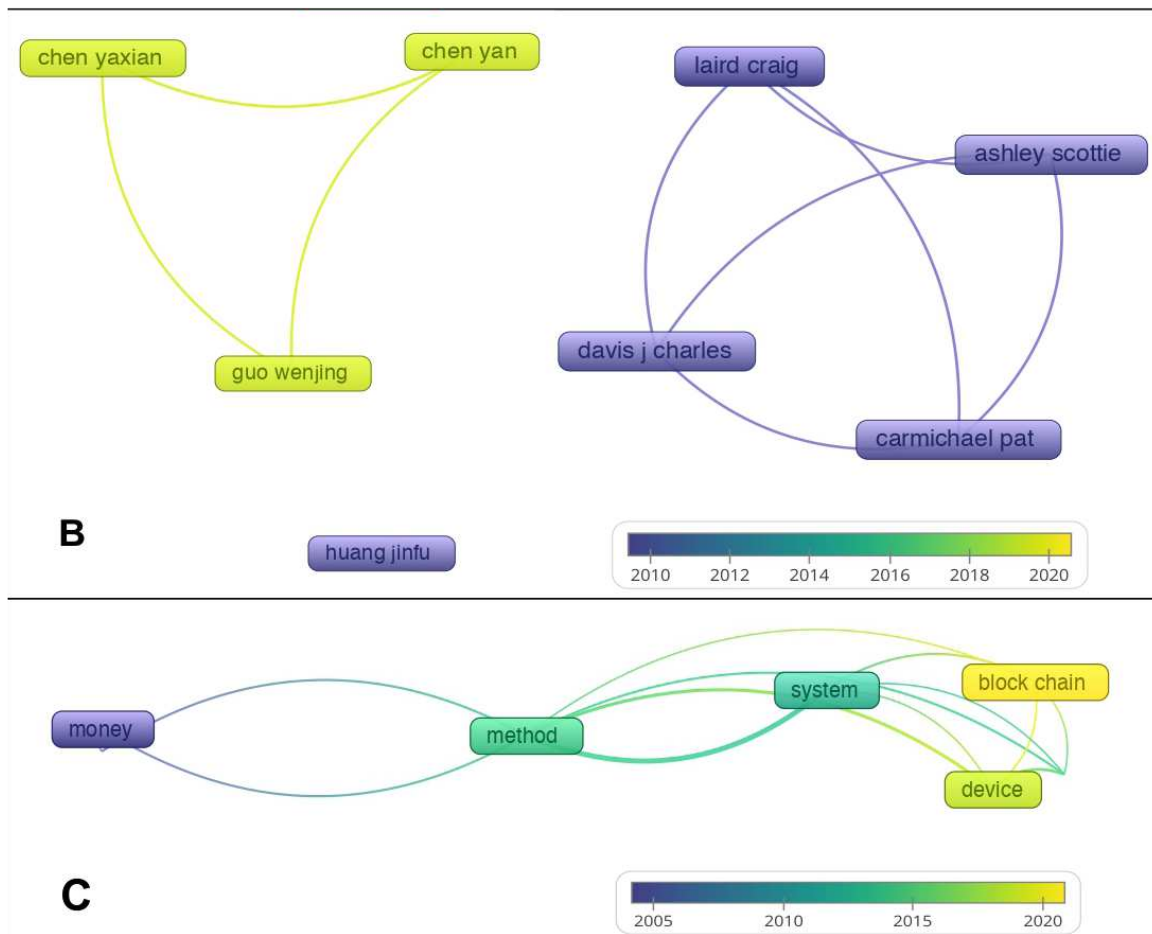 chen yaxian
chen yan
laird craig
ashley scottie
davis j charles
guo wenjing
carmichael pat
B
huang jinfu
2010 2012 2014 2016 2018 2020
money
method
system
block chain
device
C
2005 2010 2015 2020